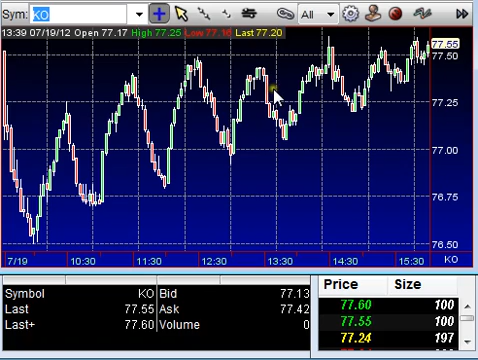 Sym: KO All
13:39 07/19/12 Open 77.17 High 77.25 Low 77.16 Last 77.20
77.55
77.50
77.25
77.00
76.75
76.50
7/19 10:30 11:30 12:30 13:30 14:30 15:30 KO
Symbol KO Bid 77.13
Last 77.55 Ask 77.42
Last+ 77.60 Volume 0
Price Size
77.60 100
77.55 100
77.24 197